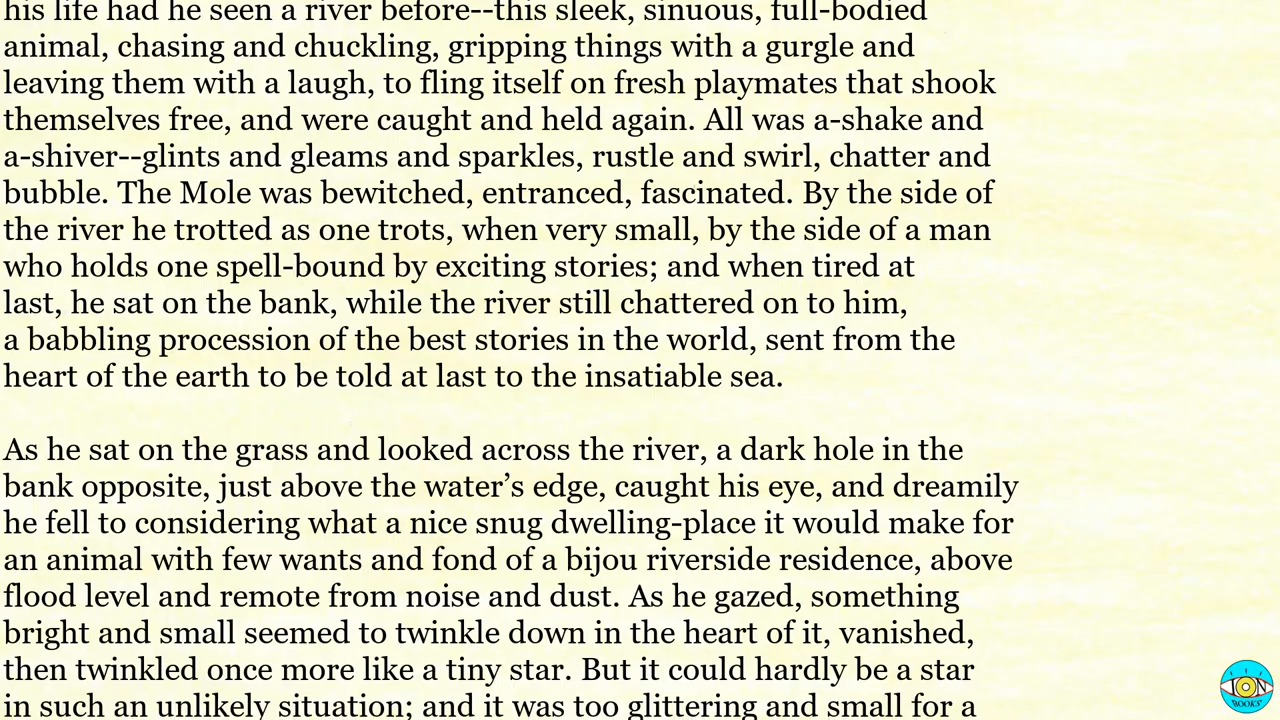 his life had he seen a river before--this sleek, sinuous, full-bodied
animal, chasing and chuckling, gripping things with a gurgle and
leaving them with a laugh, to fling itself on fresh playmates that shook
themselves free, and were caught and held again. All was a-shake and
a-shiver--glints and gleams and sparkles, rustle and swirl, chatter and
bubble. The Mole was bewitched, entranced, fascinated. By the side of
the river he trotted as one trots, when very small, by the side of a man
who holds one spell-bound by exciting stories; and when tired at
last, he sat on the bank, while the river still chattered on to him,
a babbling procession of the best stories in the world, sent from the
heart of the earth to be told at last to the insatiable sea.
As he sat on the grass and looked across the river, a dark hole in the
bank opposite, just above the water’s edge, caught his eye, and dreamily
he fell to considering what a nice snug dwelling-place it would make for
an animal with few wants and fond of a bijou riverside residence, above
flood level and remote from noise and dust. As he gazed, something
bright and small seemed to twinkle down in the heart of it, vanished,
then twinkled once more like a tiny star. But it could hardly be a star
in such an unlikely situation; and it was too glittering and small for a
ION
BOOKS